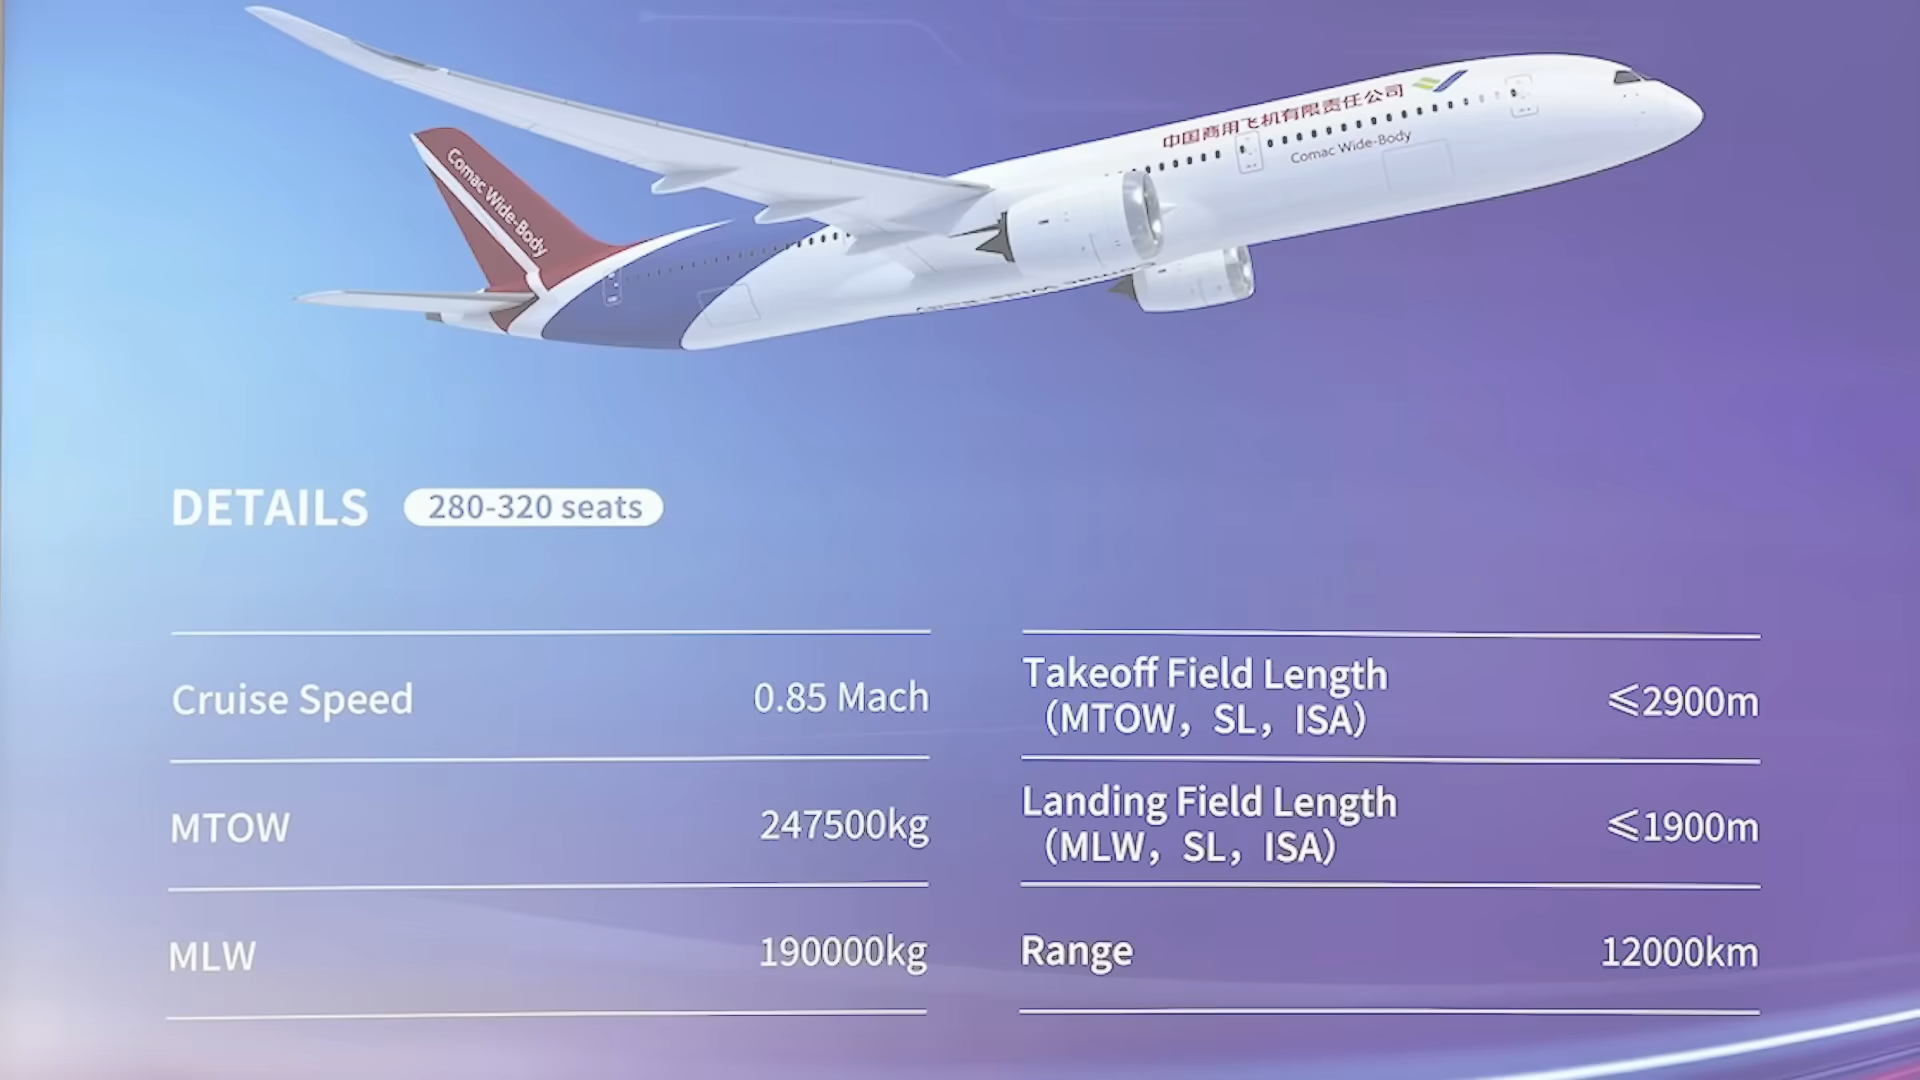 中国商用飞机有限责任公司
Comac Wide-Body
Comac Wide-Body
DETAILS 280-320 seats
Cruise Speed 0.85 Mach
MTOW 247500kg
MLW 190000kg
Takeoff Field Length
（MTOW，SL，ISA） ⩽2900m
Landing Field Length
（MLW，SL，ISA） ⩽1900m
Range 12000km